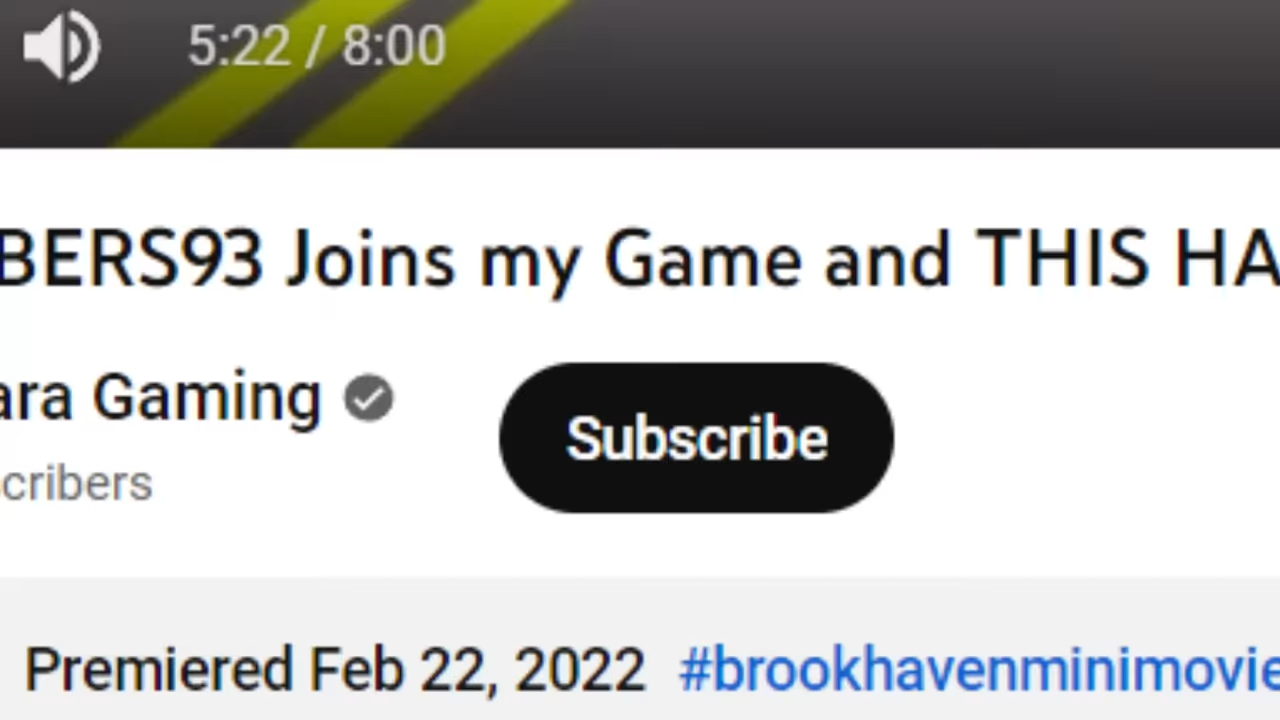 5:22 / 8:00
BERS93 Joins my Game and THIS HA
ara Gaming
Subscribe
cribers
Premiered Feb 22, 2022 #brookhavenminimovie